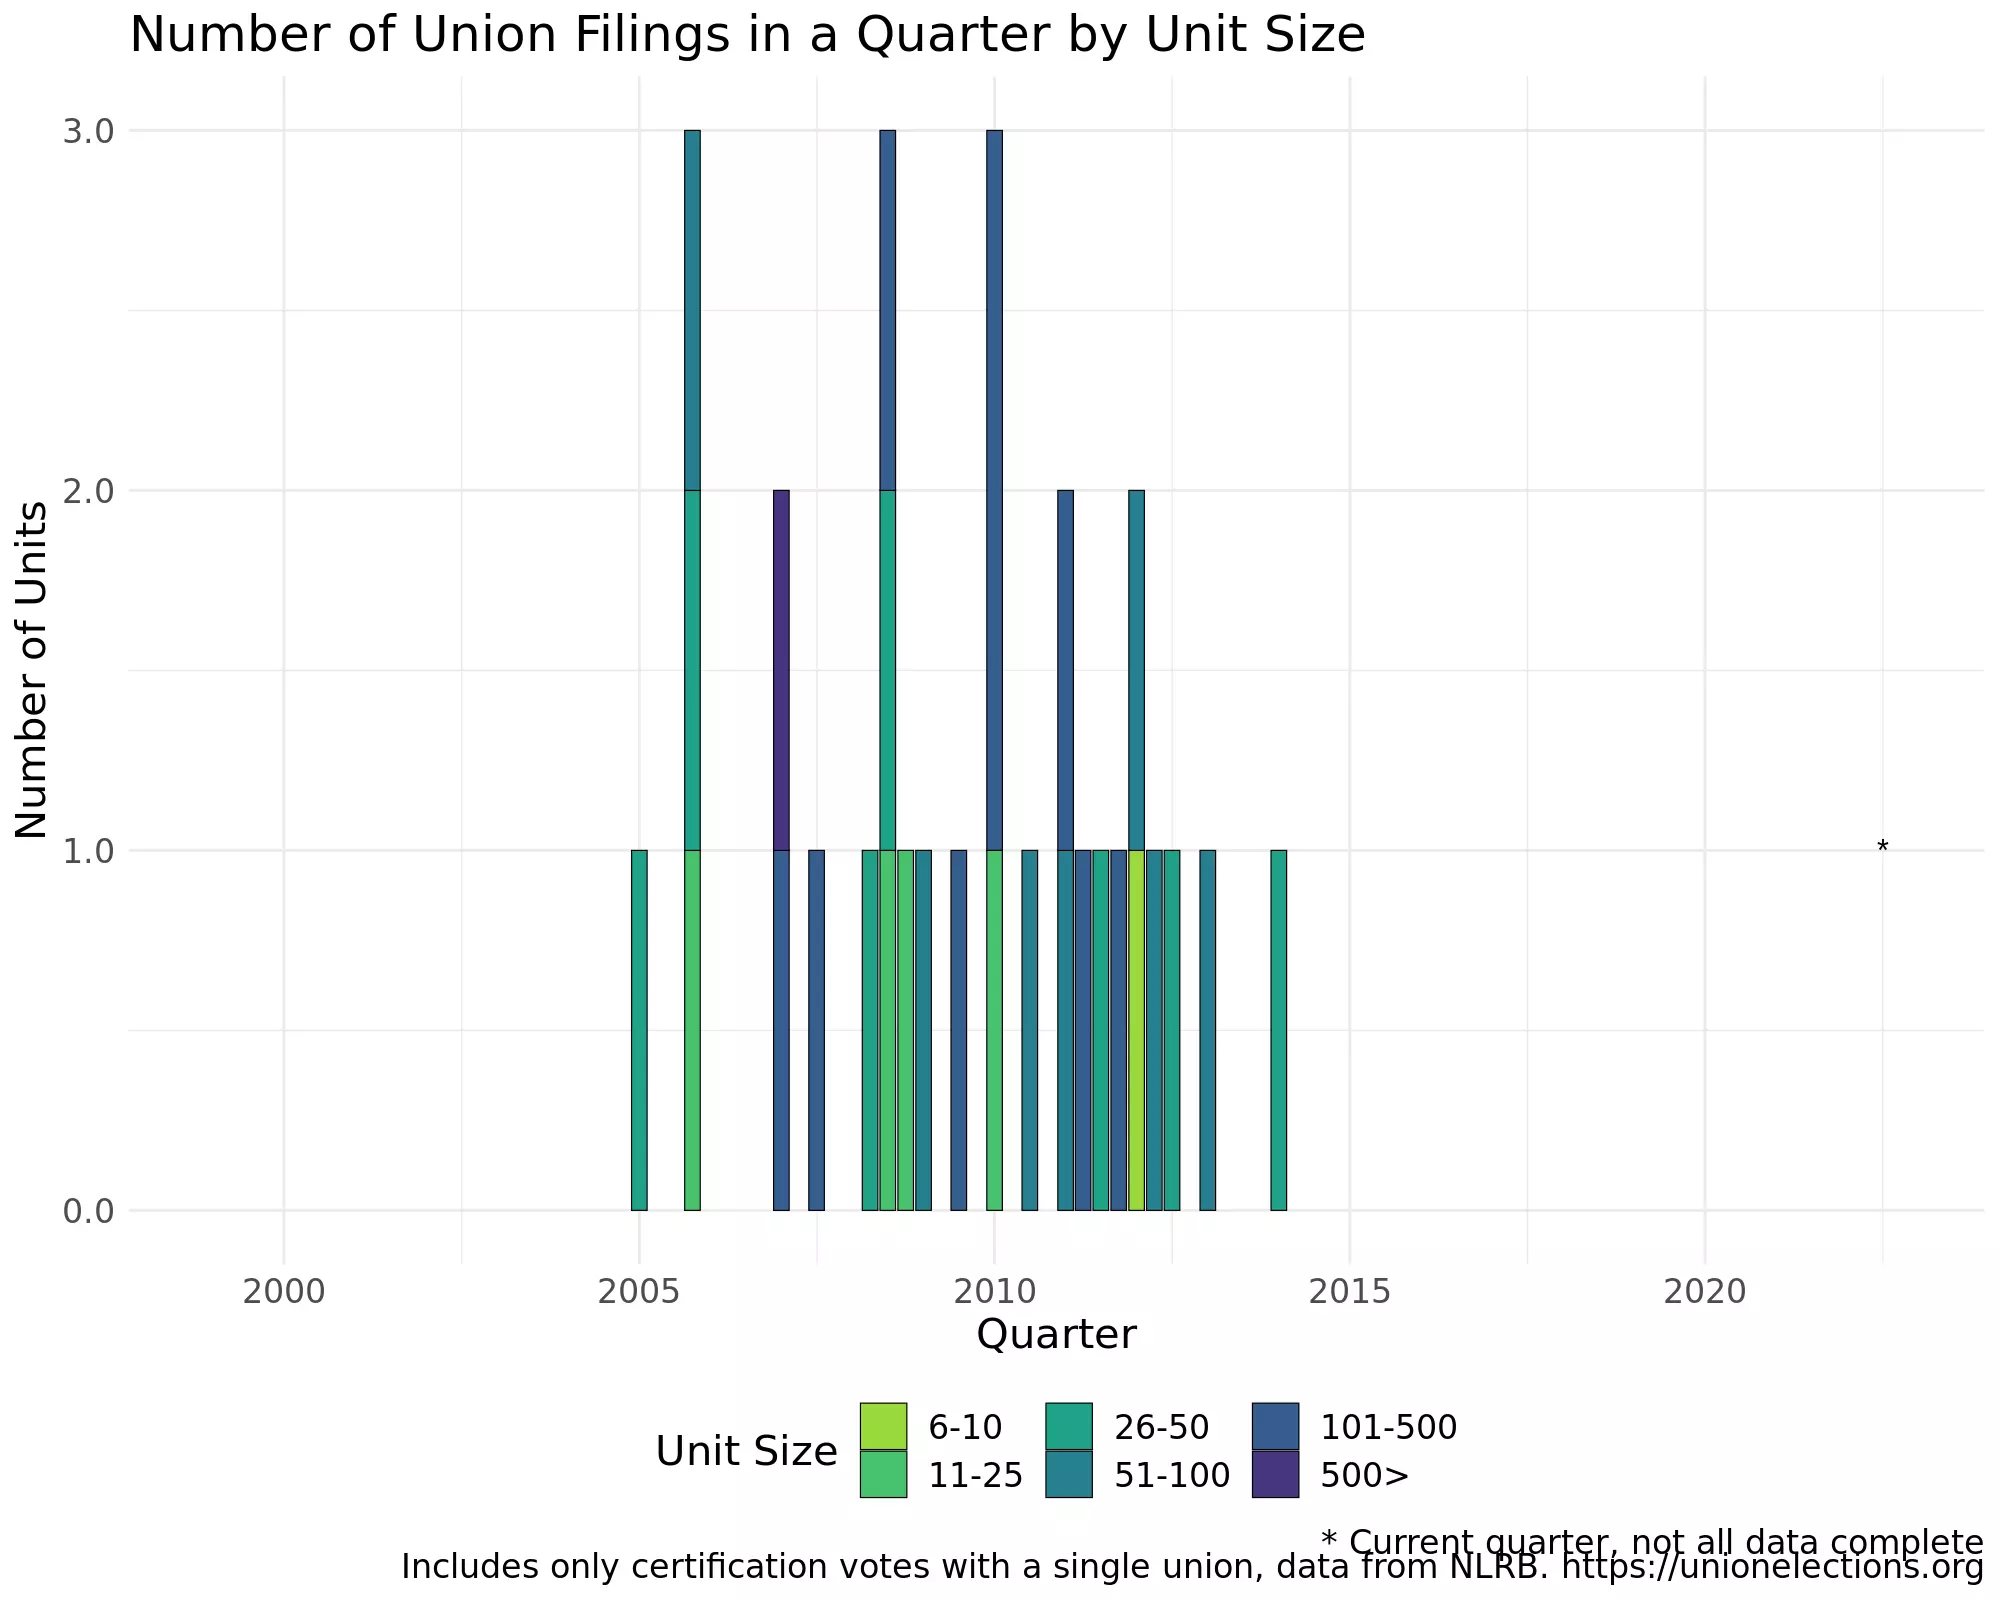 Number of Union Filings in a Quarter by Unit Size
3.0
2.0
1.0
0.0
Number of Units
*
2000 2005 2010 2015 2020
Quarter
Unit Size
6-10 26-50 101-500
11-25 51-100 500>
* Current quarter, not all data complete
Includes only certification votes with a single union, data from NLRB. https://unionelections.org